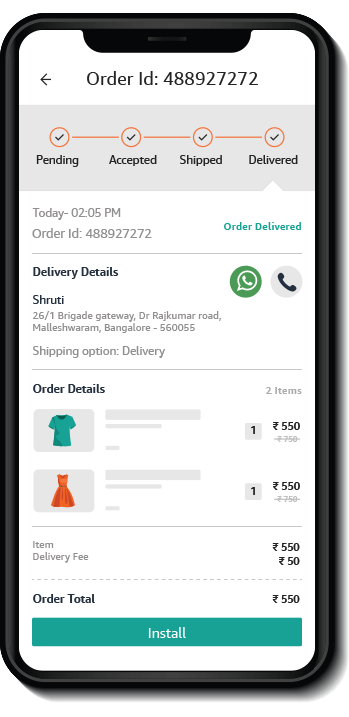 Order Id: 488927272
Pending Accepted Shipped Delivered
Today- 02:05 PM
Order Id: 488927272
Order Delivered
Delivery Details
Shruti
26/1 Brigade gateway, Dr Rajkumar road,
Malleshwaram, Bangalore - 560055
Shipping option: Delivery
Order Details 2 Items
1 ₹ 550
₹ 750
1 ₹ 550
₹ 750
Item ₹ 550
Delivery Fee ₹ 50
Order Total ₹ 550
Install